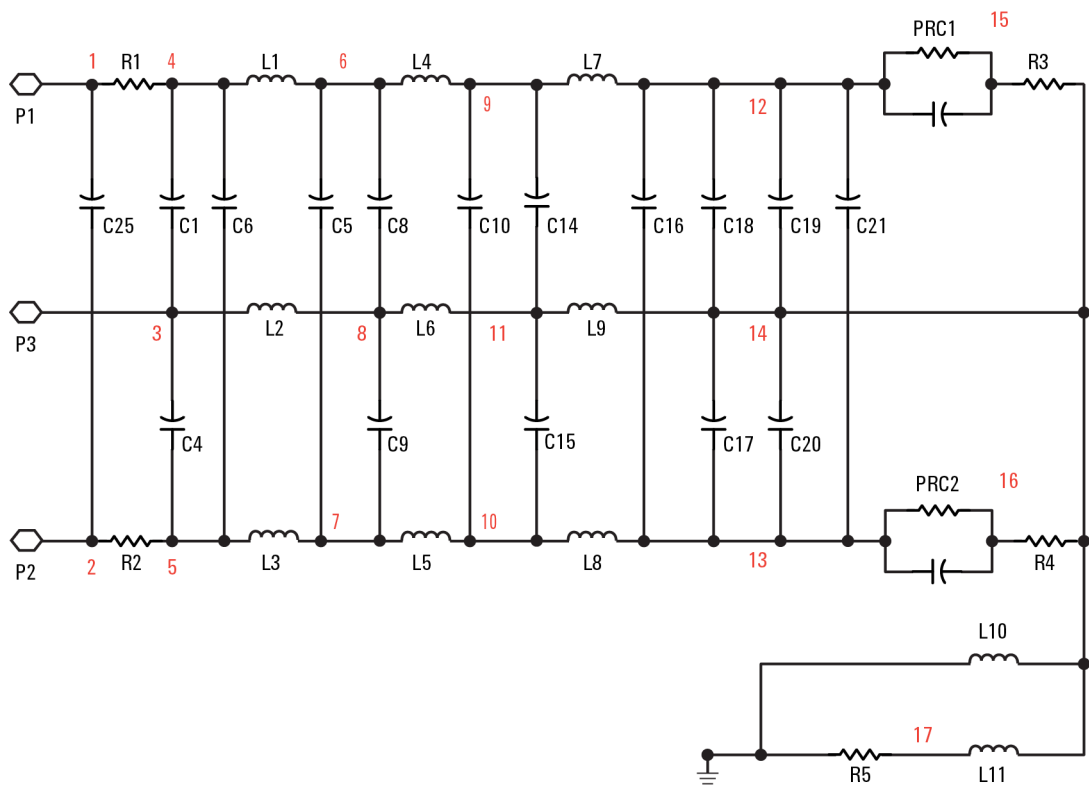 PRC1 15
1 R1 4 L1 6 L4 L7 R3
P1 9 12
C25 C1 C6 C5 C8 C10 C14 C16 C18 C19 C21
P3 3 L2 8 L6 11 L9 14
C4 C9 C15 C17 C20
PRC2 16
7 10
P2 2 R2 5 L3 L5 L8 13 R4
L10
17
R5 L11